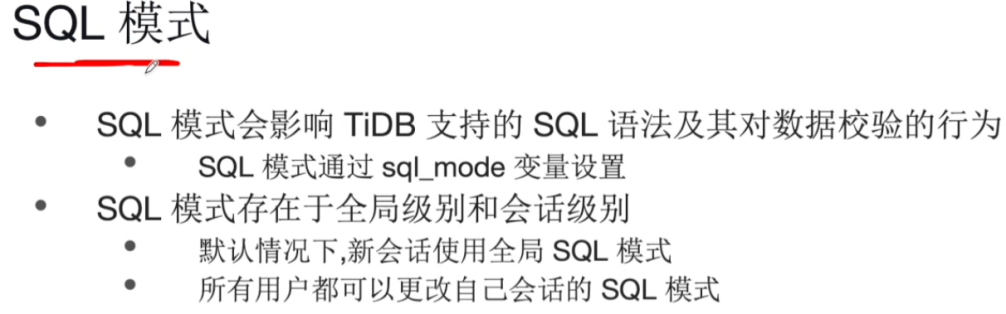 SQL 模式
SQL 模式会影响 TiDB 支持的 SQL 语法及其对数据校验的行为
SQL 模式通过 sql_mode 变量设置
SQL 模式存在于全局级别和会话级别
默认情况下,新会话使用全局 SQL 模式
所有用户都可以更改自己会话的 SQL 模式